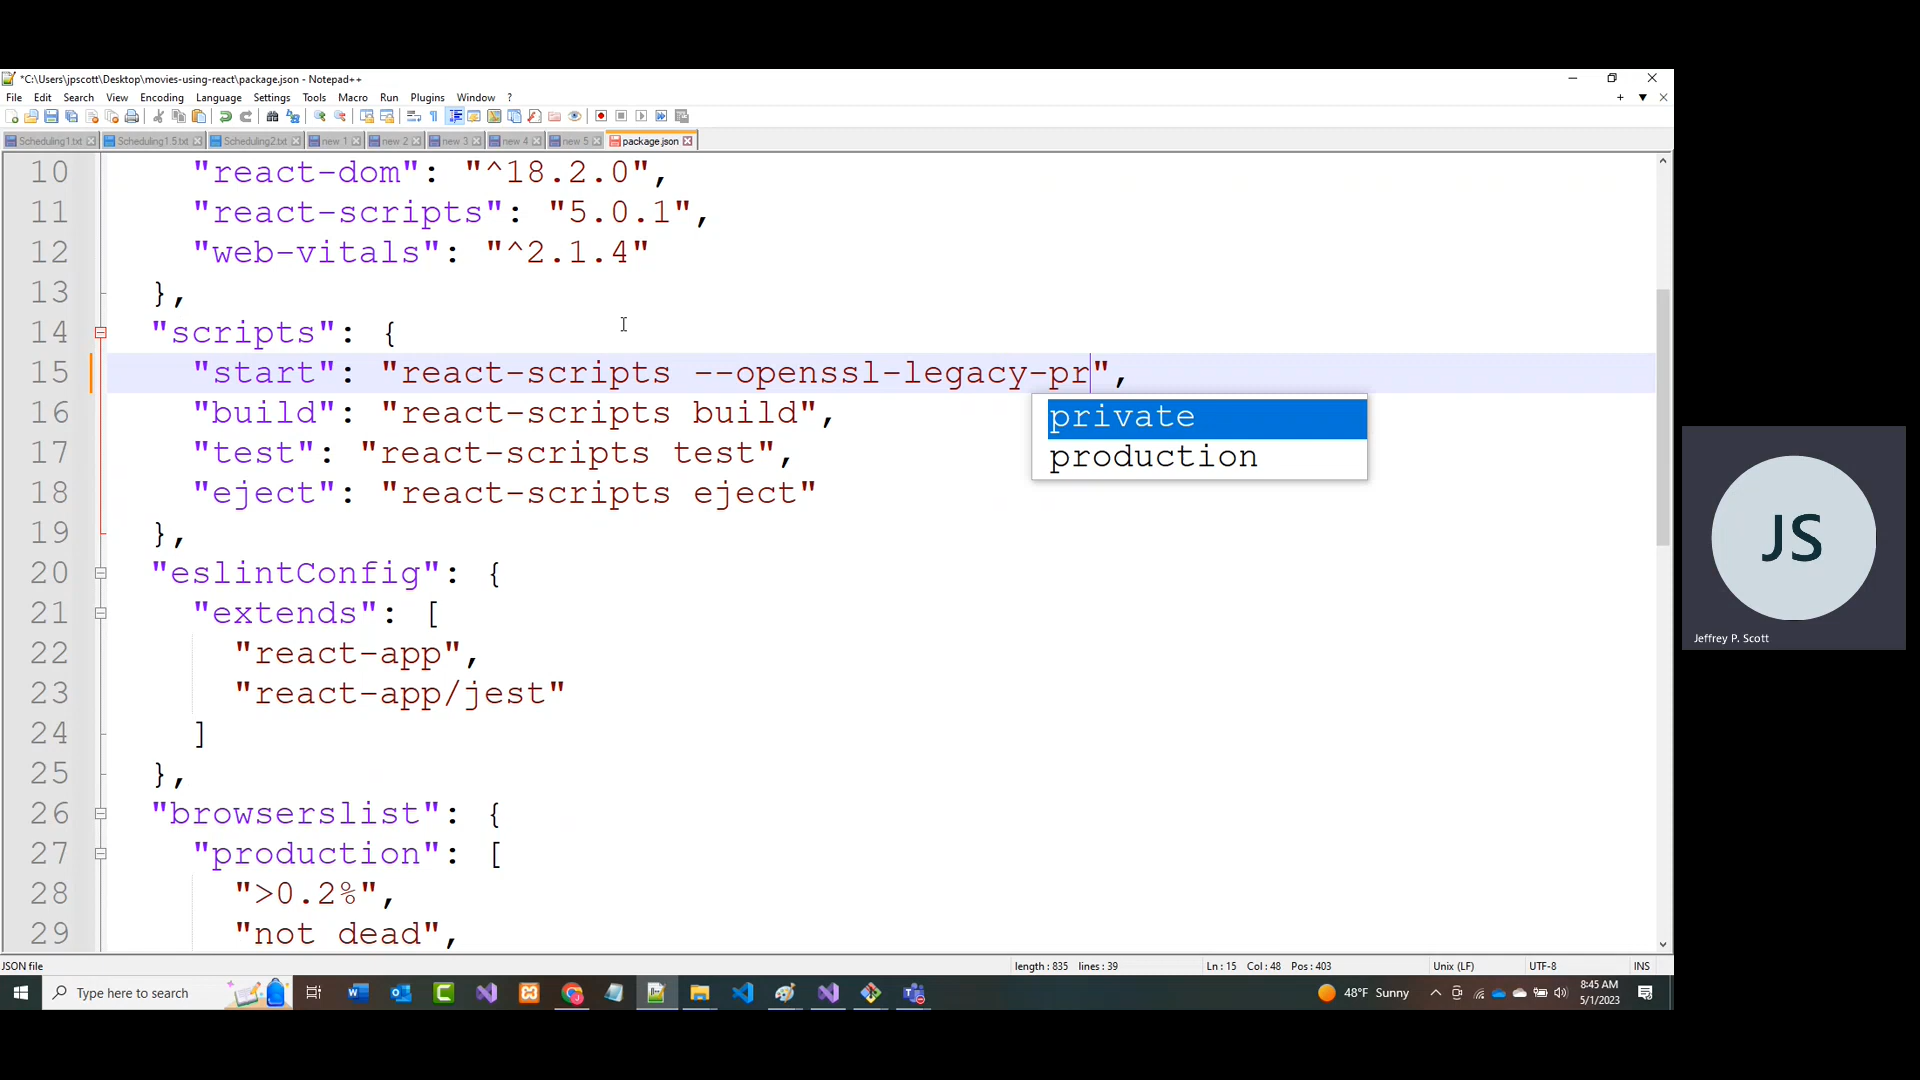 *C:\Users\jpscott\Desktop\movies-using-react\package.json - Notepad++
File Edit Search View Encoding Language Settings Tools Macro Run Plugins Window ?
Scheduling1.txt Scheduling1.5.txt Scheduling2.txt new 1 new 2 new 3 new 4 new 5 package.json
10 "react-dom": "^18.2.0",
11 "react-scripts": "5.0.1",
12 "web-vitals": "^2.1.4"
13 },
14 "scripts": {
15 "start": "react-scripts --openssl-legacy-pr",
16 "build": "react-scripts build",
private
17 "test": "react-scripts test",
production
18 "eject": "react-scripts eject"
19 },
20 "eslintConfig": {
21 "extends": [
22 "react-app",
23 "react-app/jest"
24 ]
25 },
26 "browserslist": {
27 "production": [
28 ">0.2%",
29 "not dead",
JS
Jeffrey P. Scott
JSON file length : 835 lines : 39 Ln : 15 Col : 48 Pos : 403 Unix (LF) UTF-8 INS
Type here to search 48°F Sunny 8:45 AM
5/1/2023